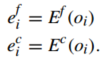 e_i^f = E^f(o_i)
e_i^c = E^c(o_i).